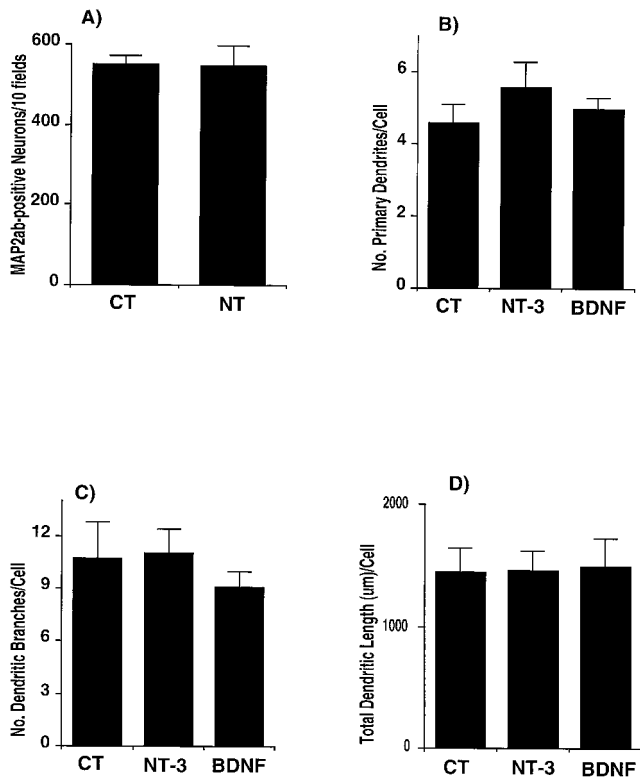 A)
MAP2ab-positive Neurons/10 fields
600
400
200
0
CT NT
B)
No. Primary Dendrites/Cell
6
4
2
0
CT NT-3 BDNF
C)
No. Dendritic Branches/Cell
12
9
6
3
0
CT NT-3 BDNF
D)
Total Dendritic Length (um)/Cell
2000
1000
0
CT NT-3 BDNF